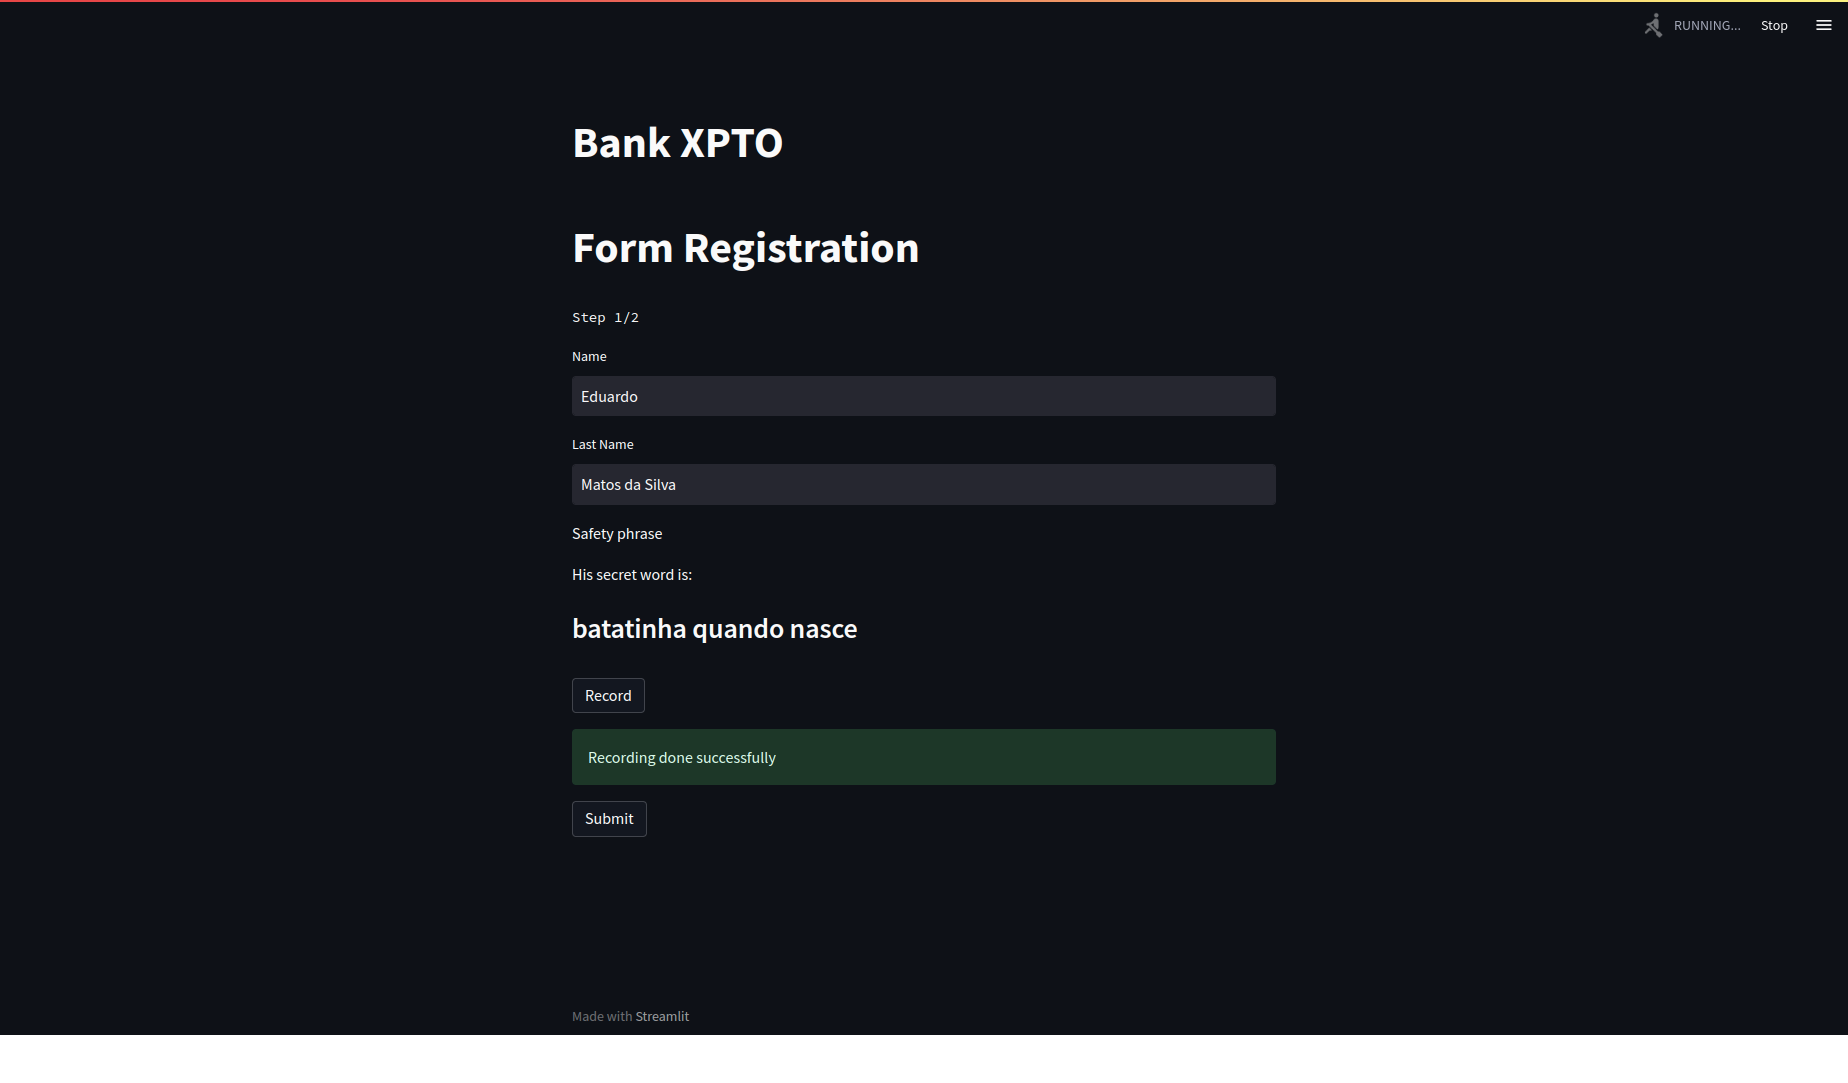 RUNNING... Stop
Bank XPTO
Form Registration
Step 1/2
Name
Eduardo
Last Name
Matos da Silva
Safety phrase
His secret word is:
batatinha quando nasce
Record
Recording done successfully
Submit
Made with Streamlit